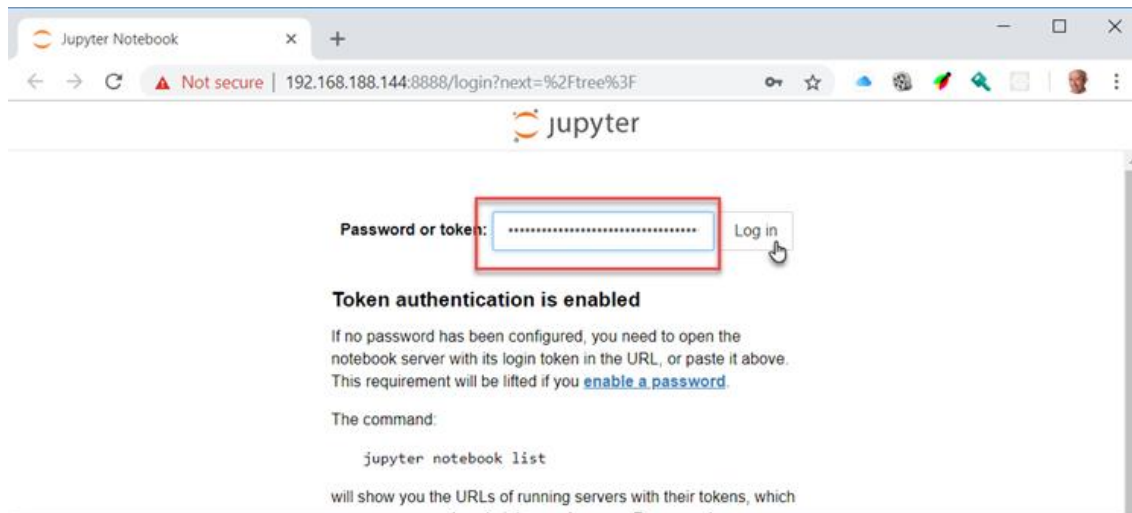 Jupyter Notebook
Not secure | 192.168.188.144:8888/login?next=%2Ftree%3F
jupyter
Password or token: •••••••••••••••••••••••••••••••••• Log in
Token authentication is enabled
If no password has been configured, you need to open the
notebook server with its login token in the URL, or paste it above.
This requirement will be lifted if you enable a password.
The command:
jupyter notebook list
will show you the URLs of running servers with their tokens, which